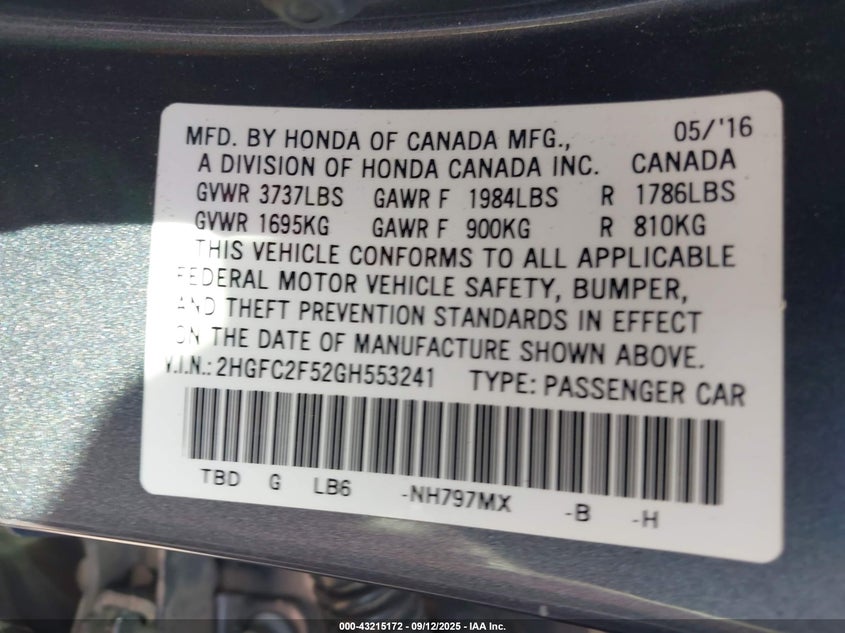 MFD. BY HONDA OF CANADA MFG., 05/'16
A DIVISION OF HONDA CANADA INC. CANADA
GVWR 3737LBS GAWR F 1984LBS R 1786LBS
GVWR 1695KG GAWR F 900KG R 810KG
THIS VEHICLE CONFORMS TO ALL APPLICABLE
FEDERAL MOTOR VEHICLE SAFETY, BUMPER,
AND THEFT PREVENTION STANDARDS IN EFFECT
ON THE DATE OF MANUFACTURE SHOWN ABOVE.
V.I.N.: 2HGFC2F52GH553241 TYPE: PASSENGER CAR
TBD G LB6 -NH797MX -B -H
000-43215172 - 09/12/2025 - IAA Inc.